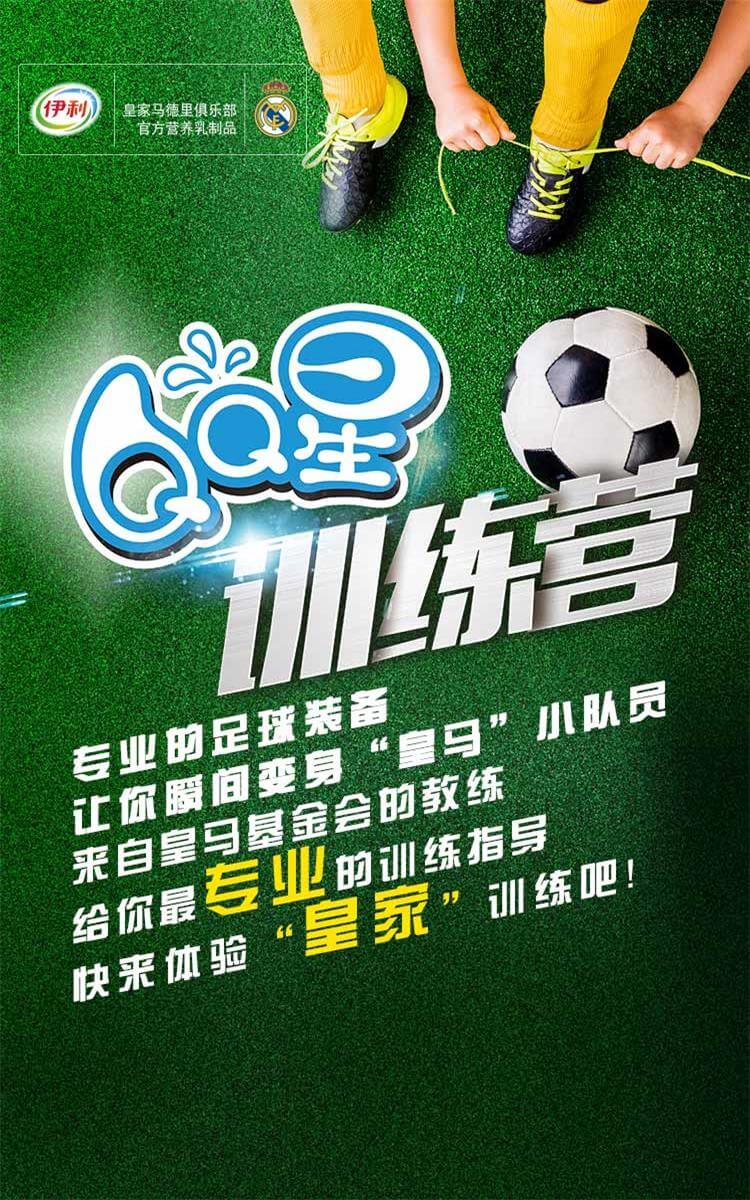 伊利
皇家马德里俱乐部
官方营养乳制品
QQ星
训练营
专业的足球装备
让你瞬间变身“皇马”小队员
来自皇马基金会的教练
给你最专业的训练指导
快来体验“皇家”训练吧!